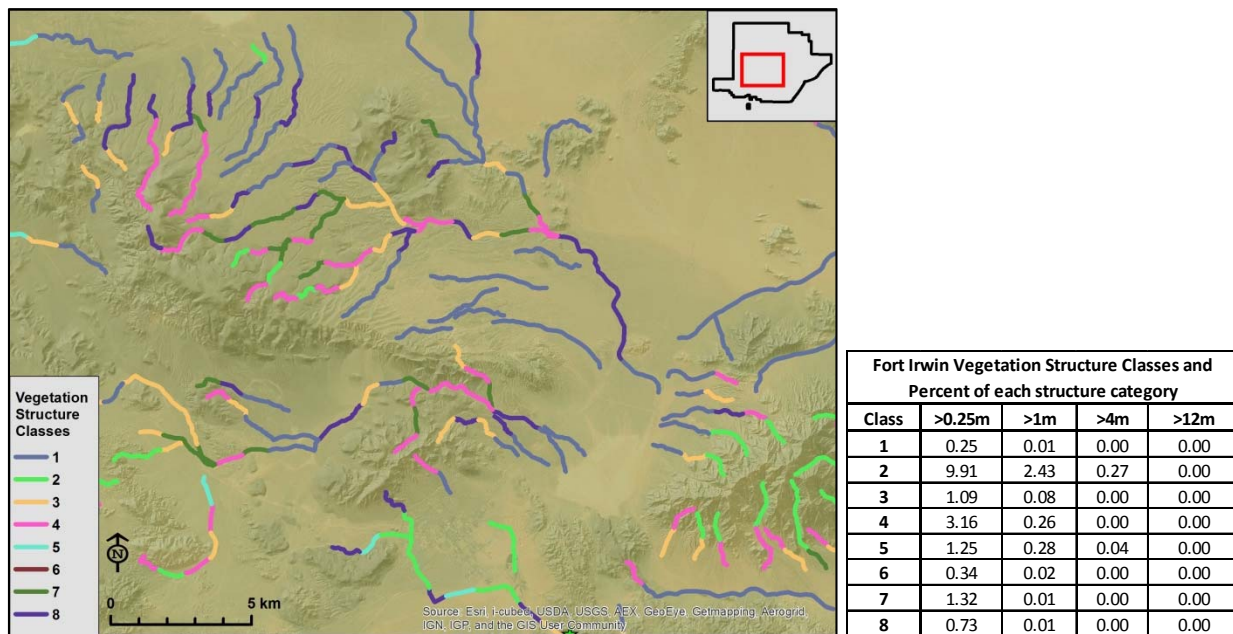 Vegetation
Structure
Classes
1
2
3
4
5
6
7
8
N
0 5 km
Source: Esri, i-cubed, USDA, USGS, AEX, GeoEye, Getmapping, Aerogrid,
IGN, IGP, and the GIS User Community
Fort Irwin Vegetation Structure Classes and
Percent of each structure category
Class >0.25m >1m >4m >12m
1 0.25 0.01 0.00 0.00
2 9.91 2.43 0.27 0.00
3 1.09 0.08 0.00 0.00
4 3.16 0.26 0.00 0.00
5 1.25 0.28 0.04 0.00
6 0.34 0.02 0.00 0.00
7 1.32 0.01 0.00 0.00
8 0.73 0.01 0.00 0.00